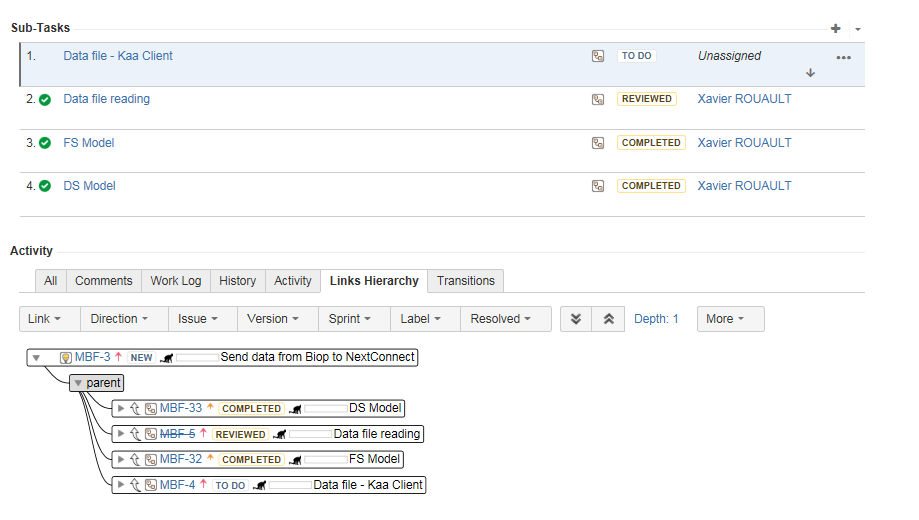 Sub-Tasks
1. Data file - Kaa Client TO DO Unassigned
2. Data file reading REVIEWED Xavier ROUAULT
3. FS Model COMPLETED Xavier ROUAULT
4. DS Model COMPLETED Xavier ROUAULT
Activity
All Comments Work Log History Activity Links Hierarchy Transitions
Link Direction Issue Version Sprint Label Resolved Depth: 1 More
MBF-3 NEW Send data from Biop to NextConnect
parent
MBF-33 COMPLETED DS Model
MBF-5 REVIEWED Data file reading
MBF-32 COMPLETED FS Model
MBF-4 TO DO Data file - Kaa Client